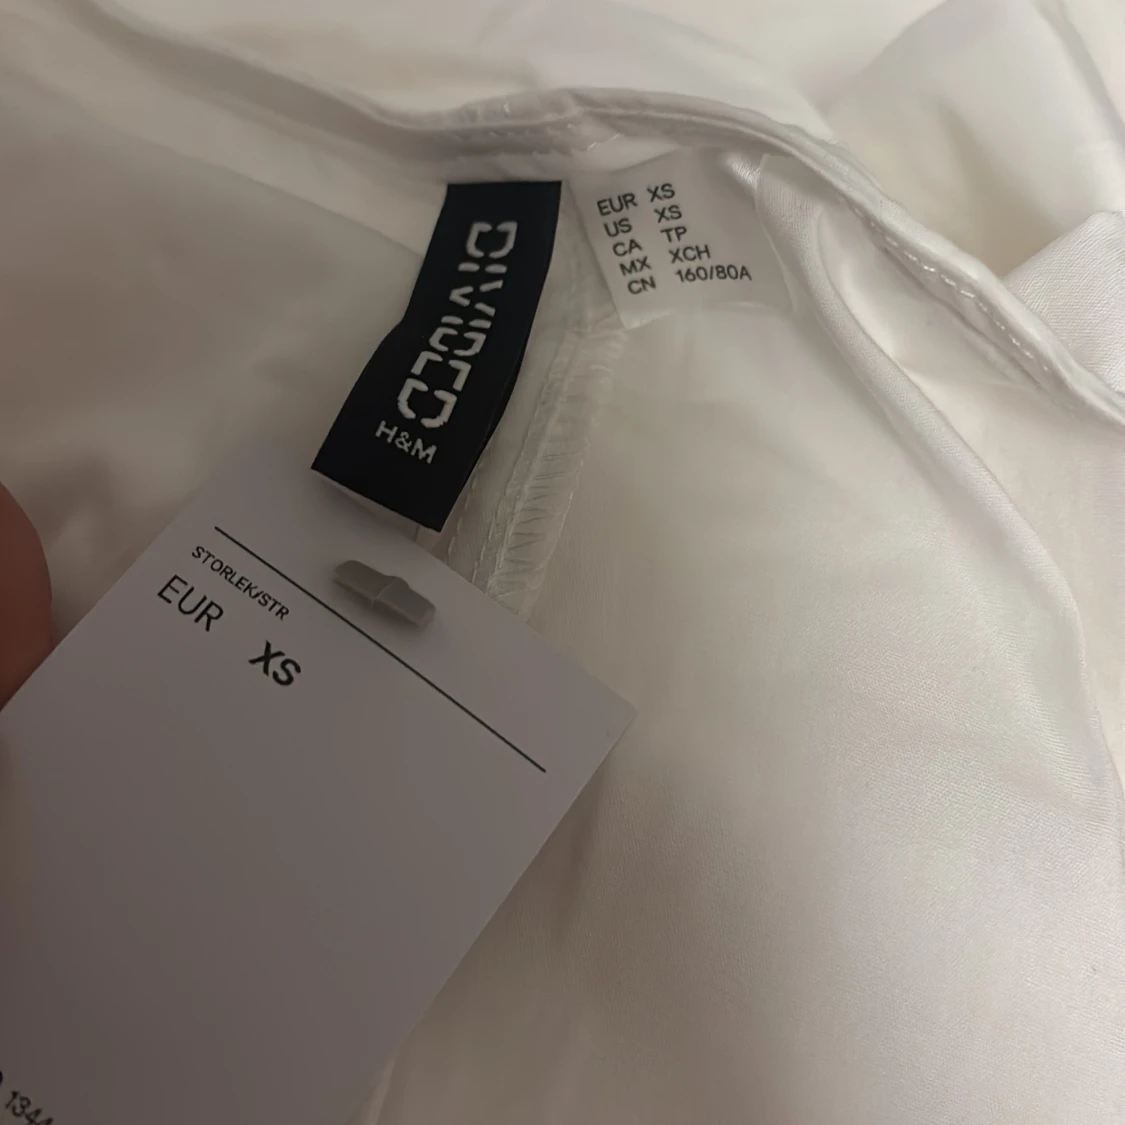 DIVIDED
H&M
EUR XS
US XS
CA TP
MX XCH
CN 160/80A
STORLEK/STR
EUR XS